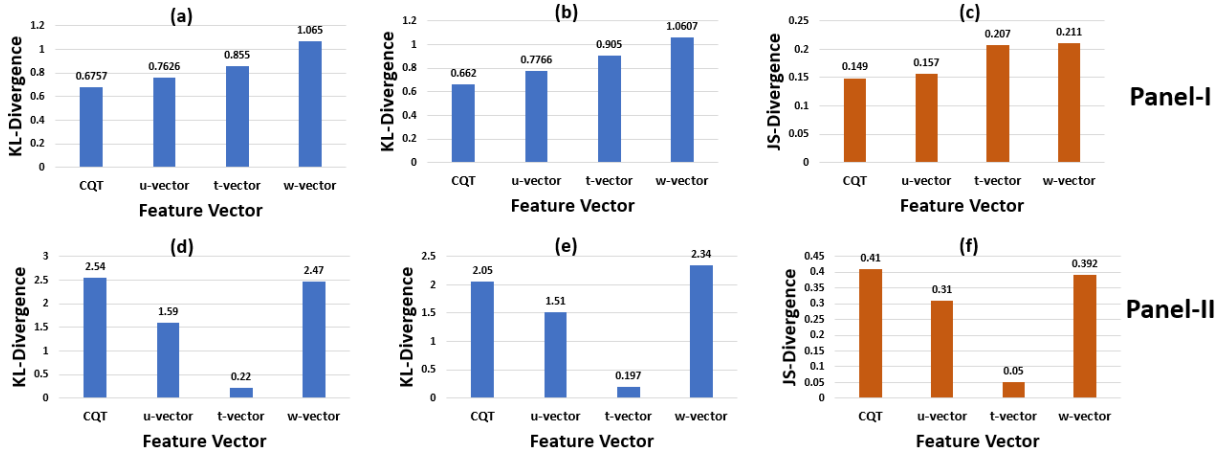 (a)
KL-Divergence
1.2
1
0.8
0.6
0.4
0.2
0
0.6757
0.7626
0.855
1.065
CQT u-vector t-vector w-vector
Feature Vector
(b)
KL-Divergence
1.2
1
0.8
0.6
0.4
0.2
0
0.662
0.7766
0.905
1.0607
CQT u-vector t-vector w-vector
Feature Vector
(c)
JS-Divergence
0.25
0.2
0.15
0.1
0.05
0
0.149
0.157
0.207
0.211
CQT u-vector t-vector w-vector
Feature Vector
Panel-I
(d)
KL-Divergence
3
2.5
2
1.5
1
0.5
0
2.54
1.59
0.22
2.47
CQT u-vector t-vector w-vector
Feature Vector
(e)
KL-Divergence
2.5
2
1.5
1
0.5
0
2.05
1.51
0.197
2.34
CQT u-vector t-vector w-vector
Feature Vector
(f)
JS-Divergence
0.45
0.4
0.35
0.3
0.25
0.2
0.15
0.1
0.05
0
0.41
0.31
0.05
0.392
CQT u-vector t-vector w-vector
Feature Vector
Panel-II